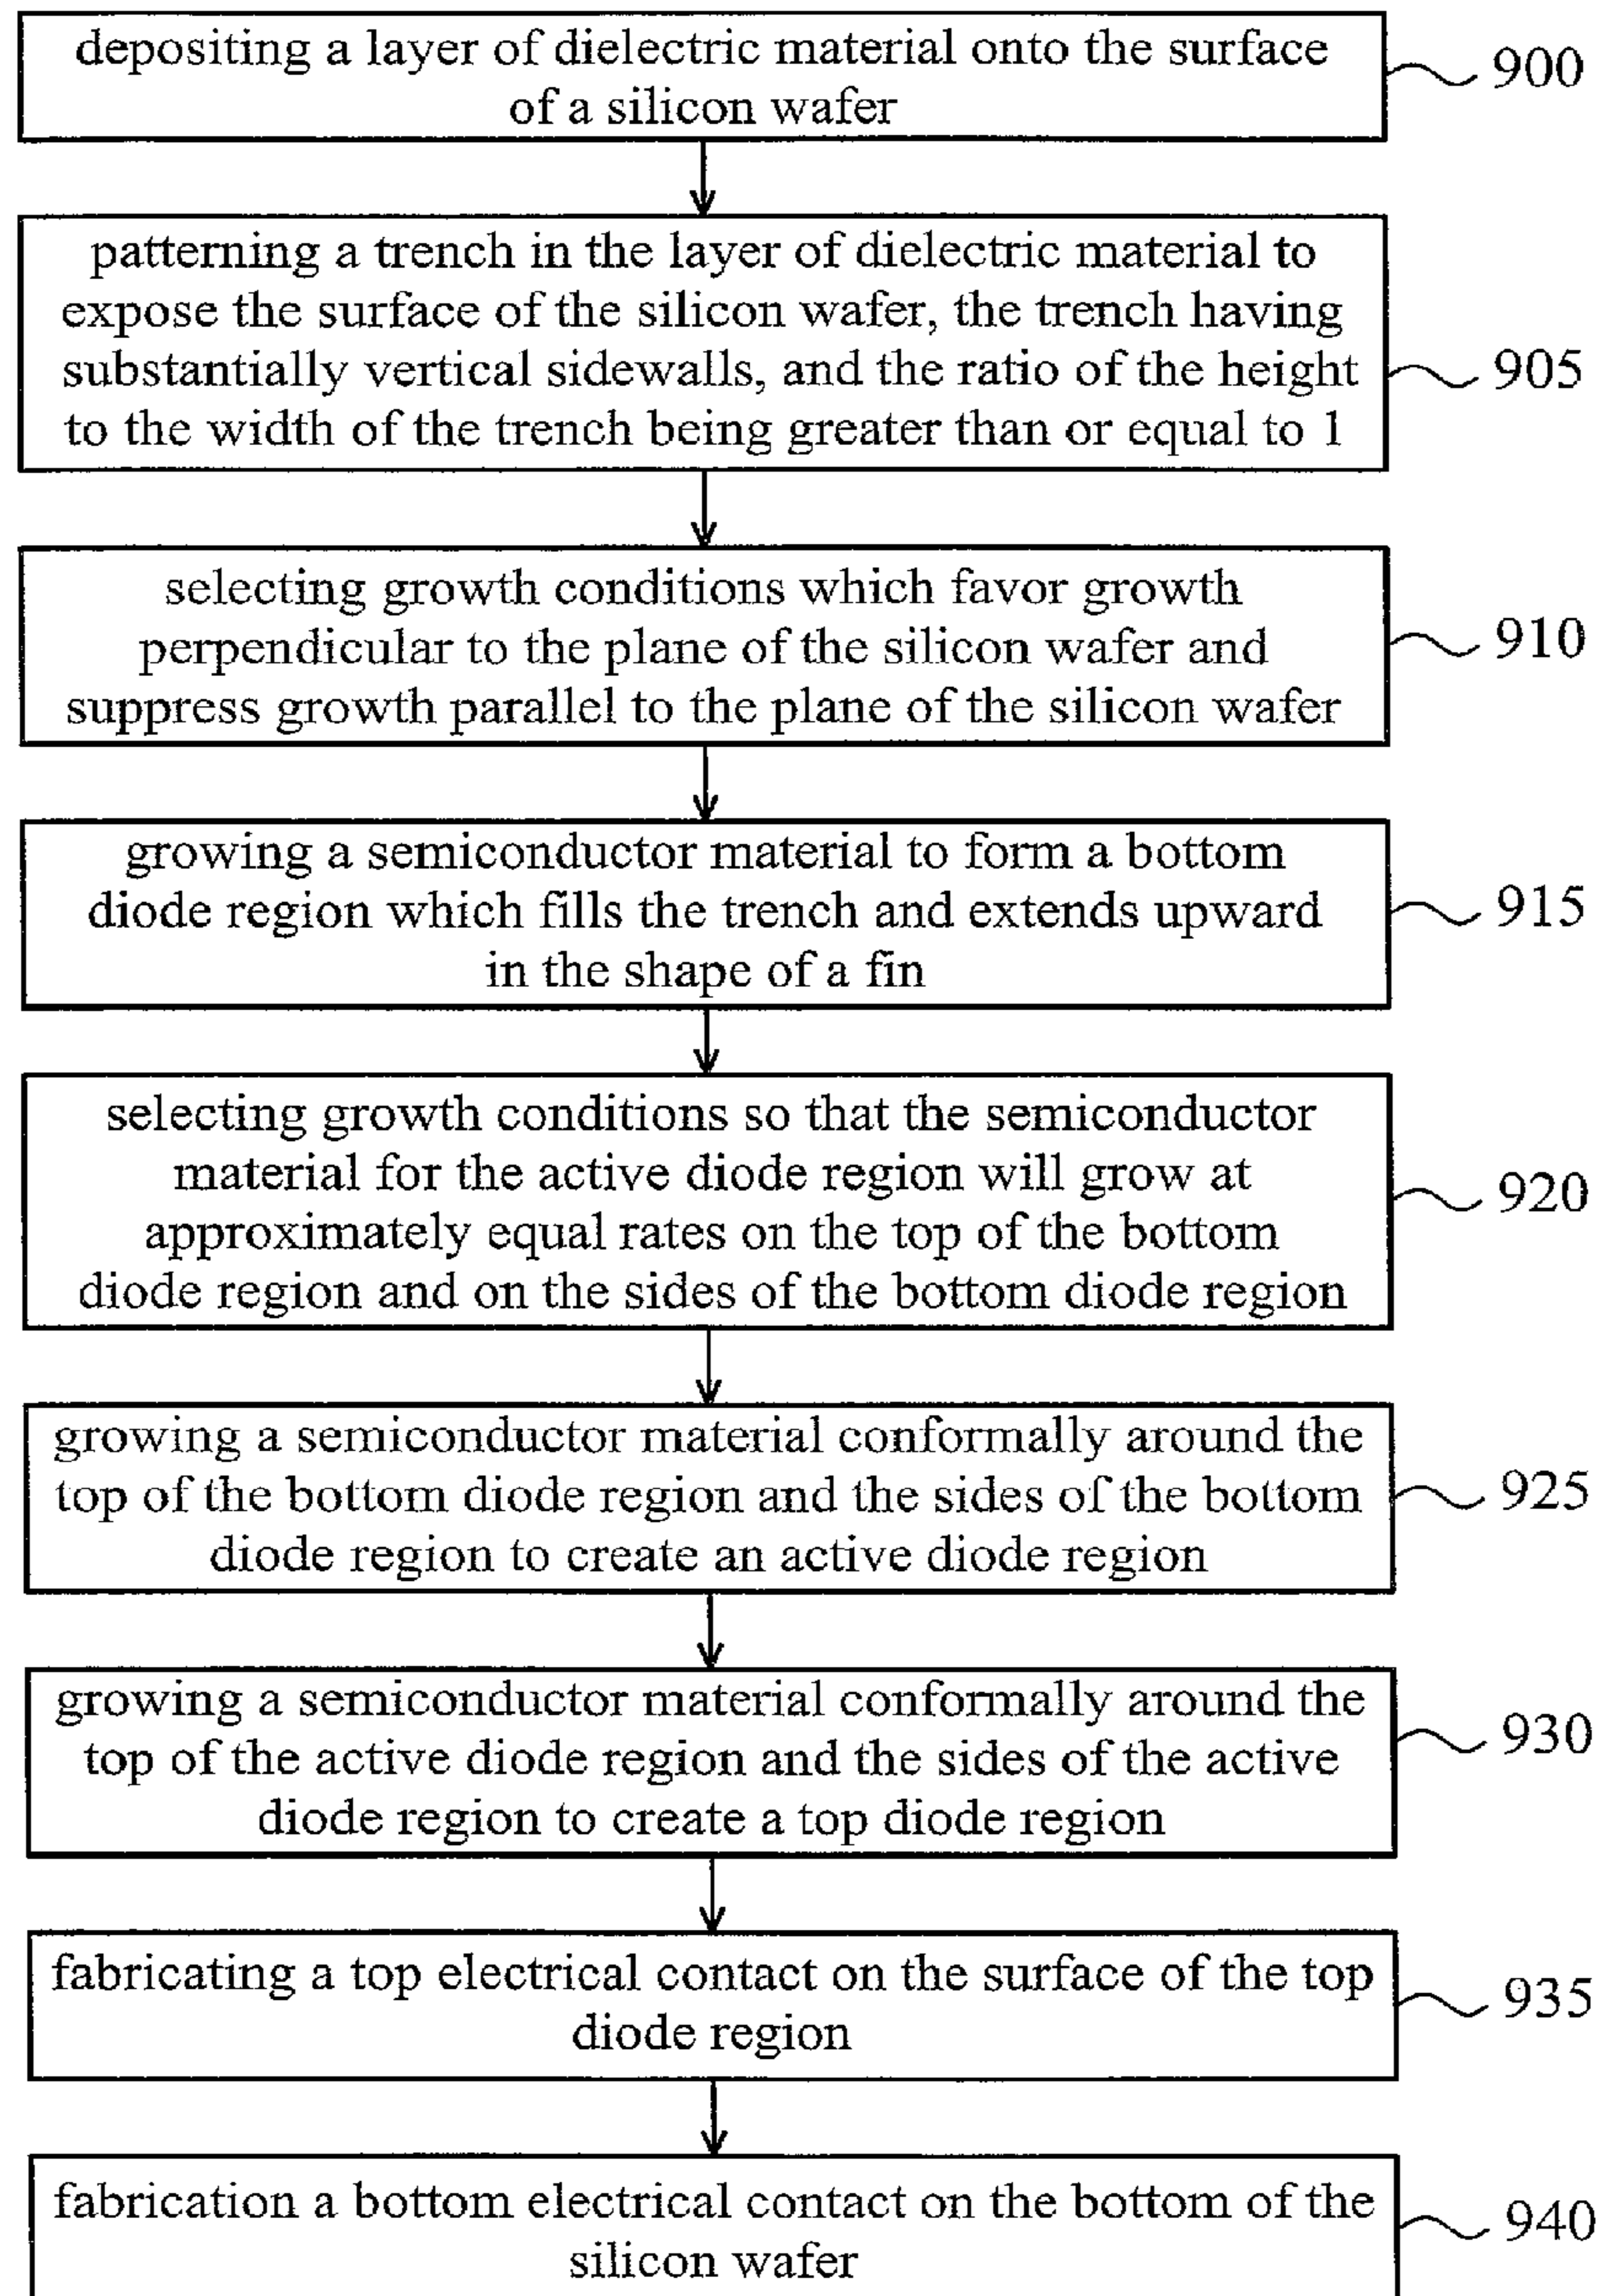 depositing a layer of dielectric material onto the surface
of a silicon wafer
900
patterning a trench in the layer of dielectric material to
expose the surface of the silicon wafer, the trench having
substantially vertical sidewalls, and the ratio of the height
to the width of the trench being greater than or equal to 1
905
selecting growth conditions which favor growth
perpendicular to the plane of the silicon wafer and
suppress growth parallel to the plane of the silicon wafer
910
growing a semiconductor material to form a bottom
diode region which fills the trench and extends upward
in the shape of a fin
915
selecting growth conditions so that the semiconductor
material for the active diode region will grow at
approximately equal rates on the top of the bottom
diode region and on the sides of the bottom diode region
920
growing a semiconductor material conformally around the
top of the bottom diode region and the sides of the bottom
diode region to create an active diode region
925
growing a semiconductor material conformally around the
top of the active diode region and the sides of the active
diode region to create a top diode region
930
fabricating a top electrical contact on the surface of the top
diode region
935
fabrication a bottom electrical contact on the bottom of the
silicon wafer
940